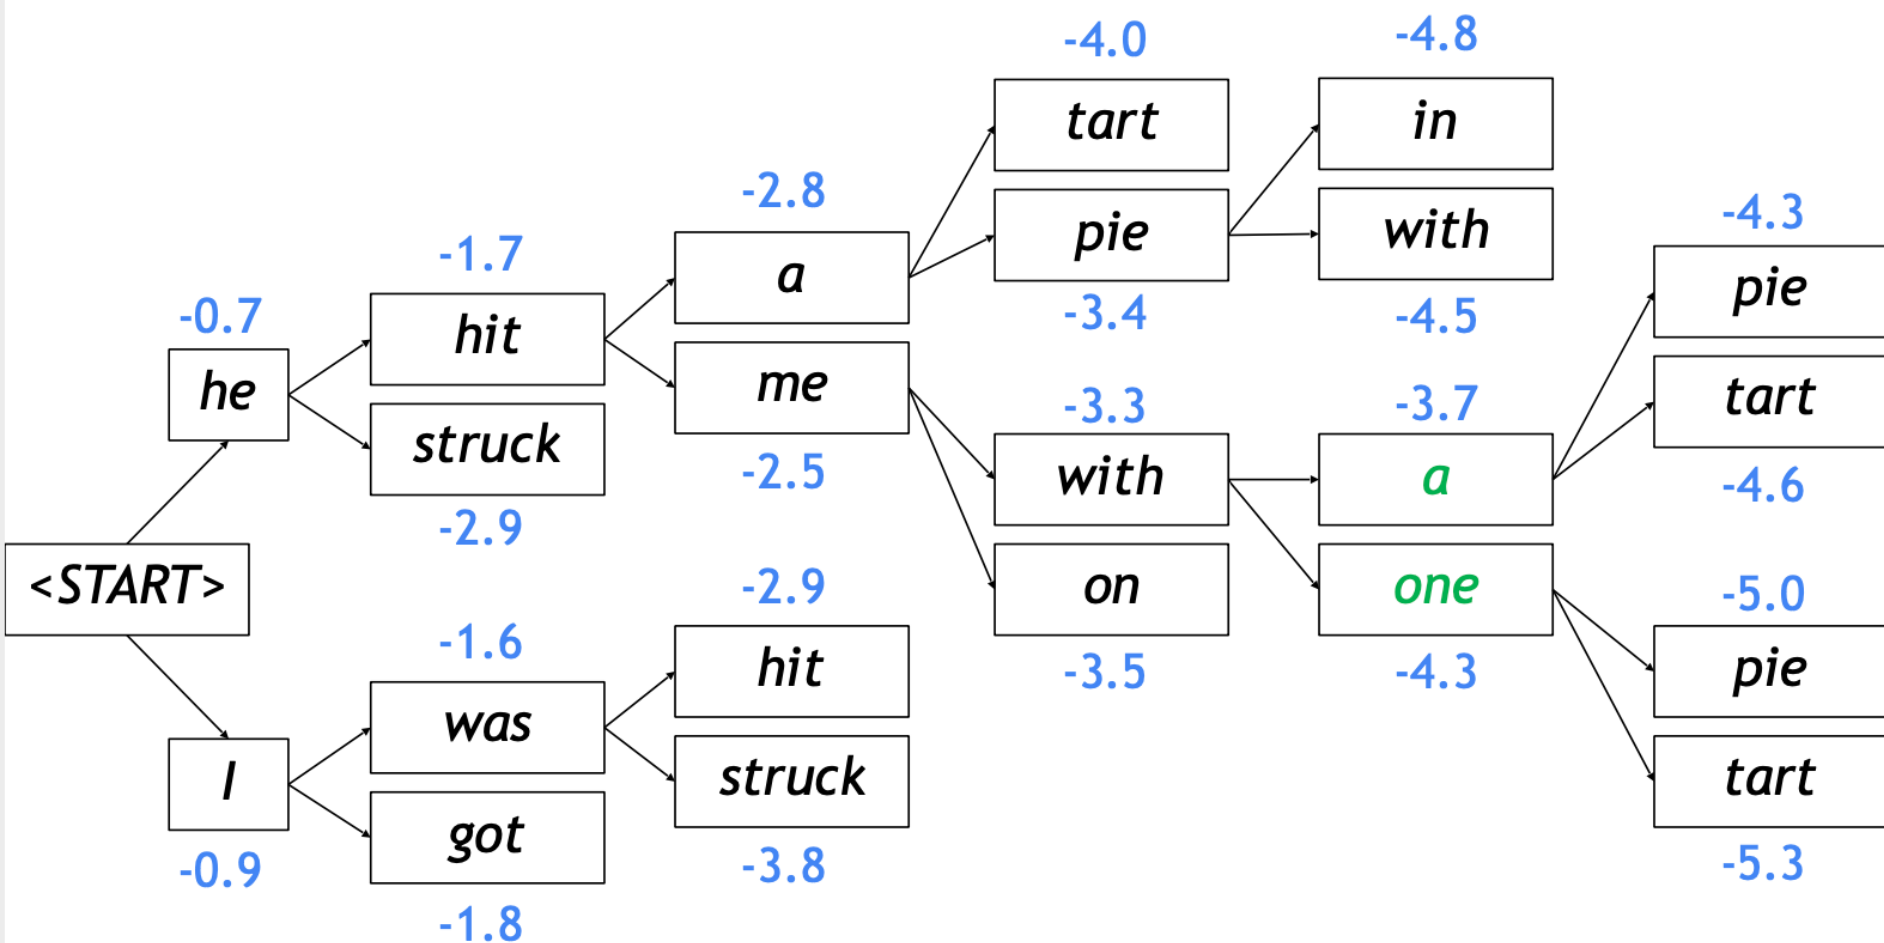 -4.0
-4.8
tart
in
-2.8
-4.3
pie
with
-1.7
a
pie
-0.7
hit
-3.4
-4.5
he
me
-3.3
-3.7
tart
struck
-2.5
with
a
-4.6
-2.9
<START>
-2.9
on
one
-5.0
-1.6
hit
-3.5
-4.3
pie
was
I
struck
tart
-0.9
got
-3.8
-5.3
-1.8